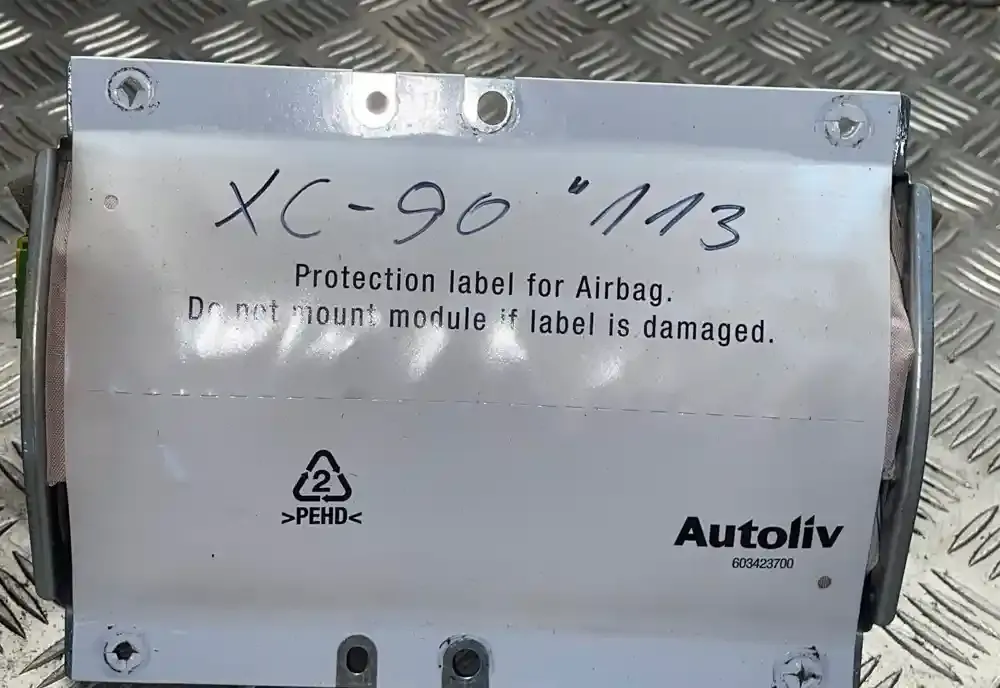 XC-90 "113
Protection label for Airbag.
Do not mount module if label is damaged.
2
>PEHD<
Autoliv
603423700